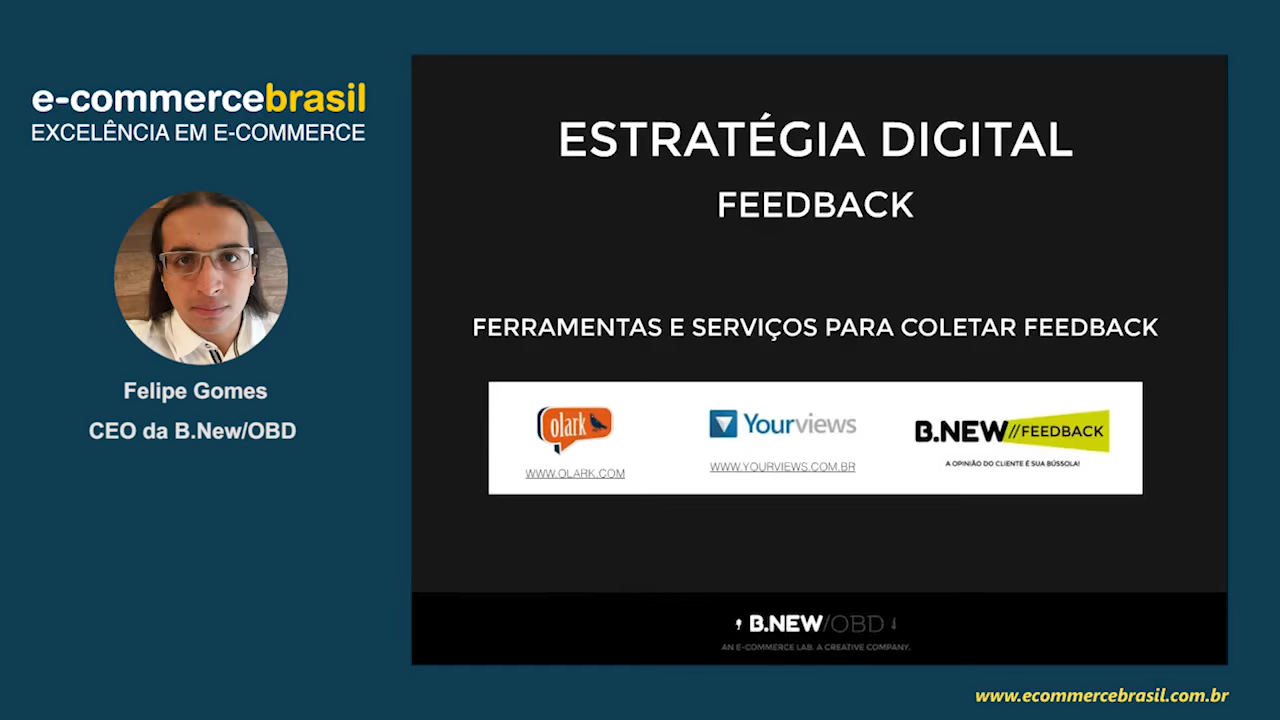 e-commercebrasil
EXCELÊNCIA EM E-COMMERCE
Felipe Gomes
CEO da B.New/OBD
ESTRATÉGIA DIGITAL
FEEDBACK
FERRAMENTAS E SERVIÇOS PARA COLETAR FEEDBACK
olark
WWW.OLARK.COM
Yourviews
WWW.YOURVIEWS.COM.BR
B.NEW//FEEDBACK
A OPINIÃO DO CLIENTE É SUA BÚSSOLA!
B.NEW/OBD
AN E-COMMERCE LAB. A CREATIVE COMPANY.
www.ecommercebrasil.com.br